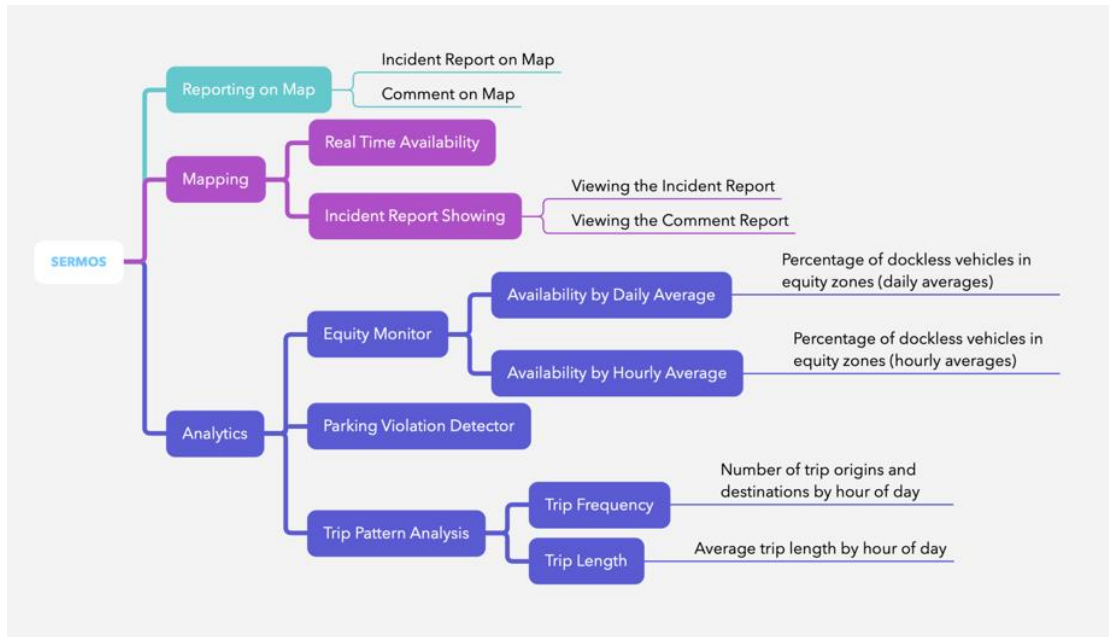 SERMOS
Reporting on Map
Incident Report on Map
Comment on Map
Mapping
Real Time Availability
Incident Report Showing
Viewing the Incident Report
Viewing the Comment Report
Analytics
Equity Monitor
Availability by Daily Average
Percentage of dockless vehicles in
equity zones (daily averages)
Availability by Hourly Average
Percentage of dockless vehicles in
equity zones (hourly averages)
Parking Violation Detector
Trip Pattern Analysis
Trip Frequency
Number of trip origins and
destinations by hour of day
Trip Length
Average trip length by hour of day